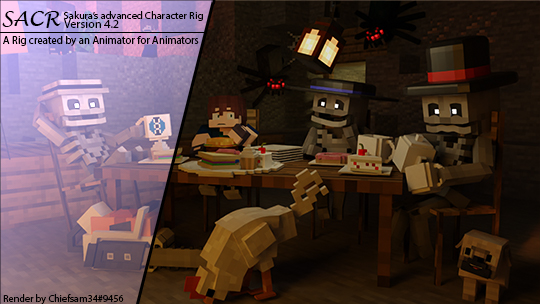 SACR Sakura's advanced Character Rig
Version 4.2
A Rig created by an Animator for Animators
Render by Chiefsam34#9456